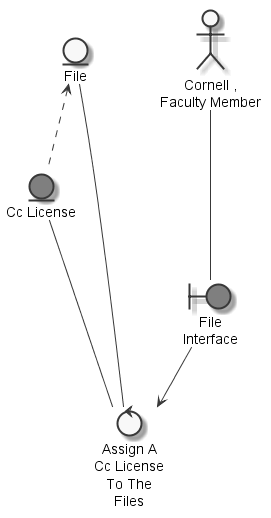 File
Cornell ,
Faculty Member
Cc License
File
Interface
Assign A
Cc License
To The
Files